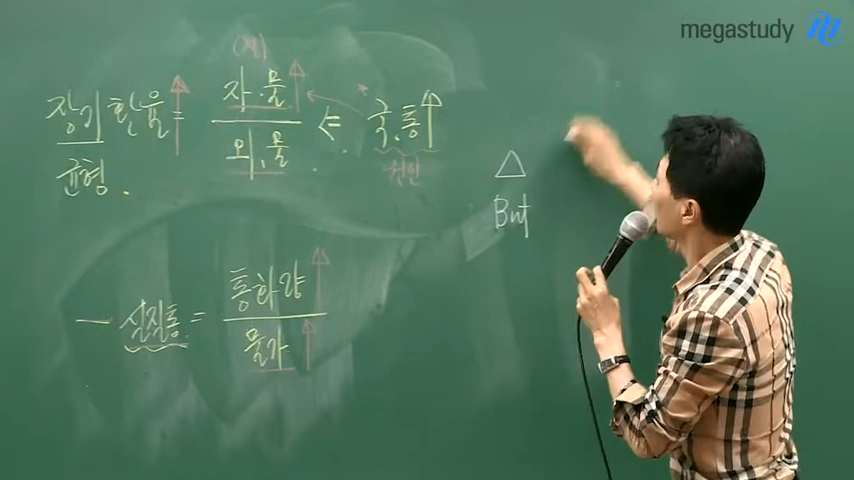 megastudy
(재)
장기환율↑ = 자.물↑ / 외.물 ⇐ 국.통↑
균형. 원인
△
But
— 실질통 = 통화량↑ / 물가↑